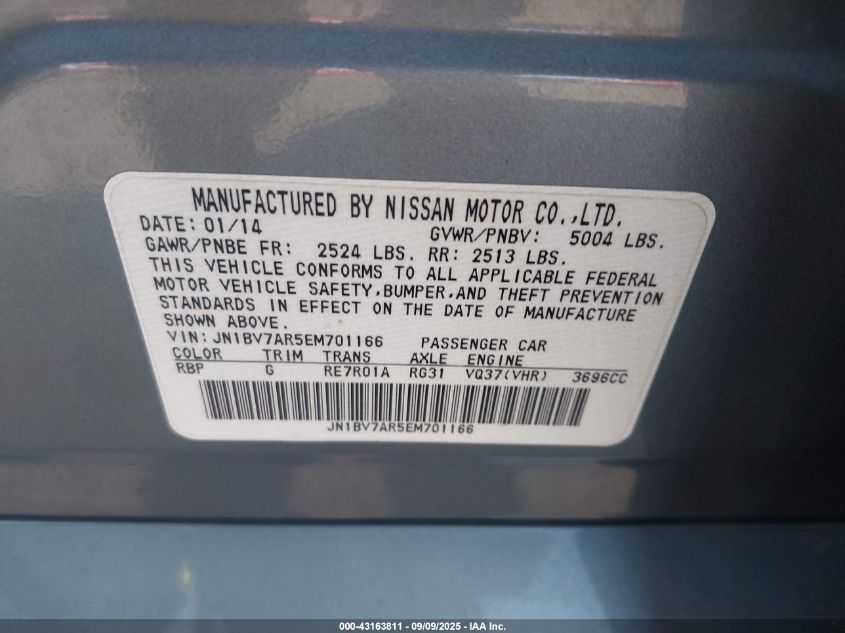 MANUFACTURED BY NISSAN MOTOR CO.,LTD.
DATE: 01/14 GVWR/PNBV: 5004 LBS.
GAWR/PNBE FR: 2524 LBS. RR: 2513 LBS.
THIS VEHICLE CONFORMS TO ALL APPLICABLE FEDERAL
MOTOR VEHICLE SAFETY,BUMPER,AND THEFT PREVENTION
STANDARDS IN EFFECT ON THE DATE OF MANUFACTURE
SHOWN ABOVE.
VIN: JN1BV7AR5EM701166 PASSENGER CAR
COLOR TRIM TRANS AXLE ENGINE
RBP G RE7R01A RG31 VQ37(VHR) 3696CC
JN1BV7AR5EM701166
000-43163811 - 09/09/2025 - IAA Inc.